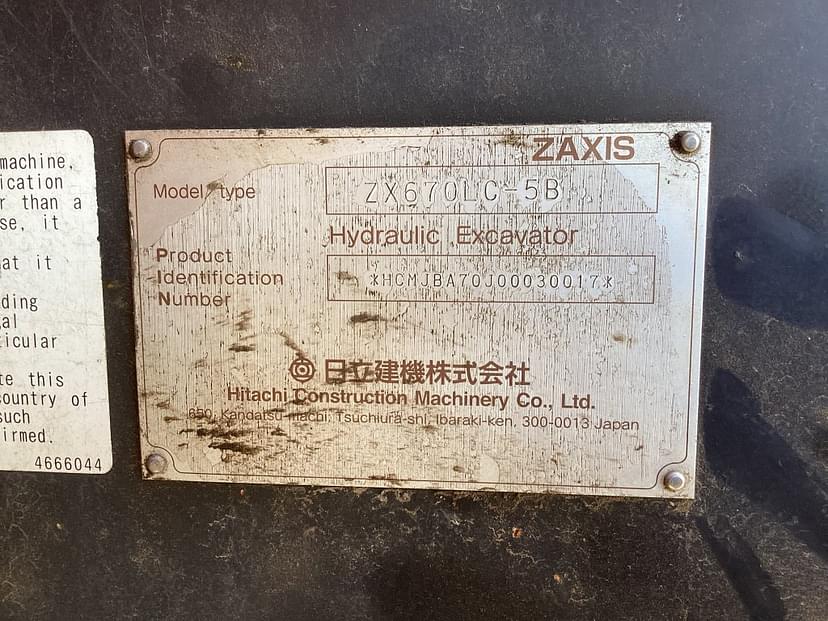 machine,
ication
r than a
se, it
at it
ding
al
ticular
te this
country of
such
irmed.
4666044
ZAXIS
Model/type ZX670LC-5B
Hydraulic Excavator
Product
Identification
Number
*HCMJBA70J00030017*
日立建機株式会社
Hitachi Construction Machinery Co., Ltd.
650, Kandatsu-machi, Tsuchiura-shi, Ibaraki-ken, 300-0013 Japan